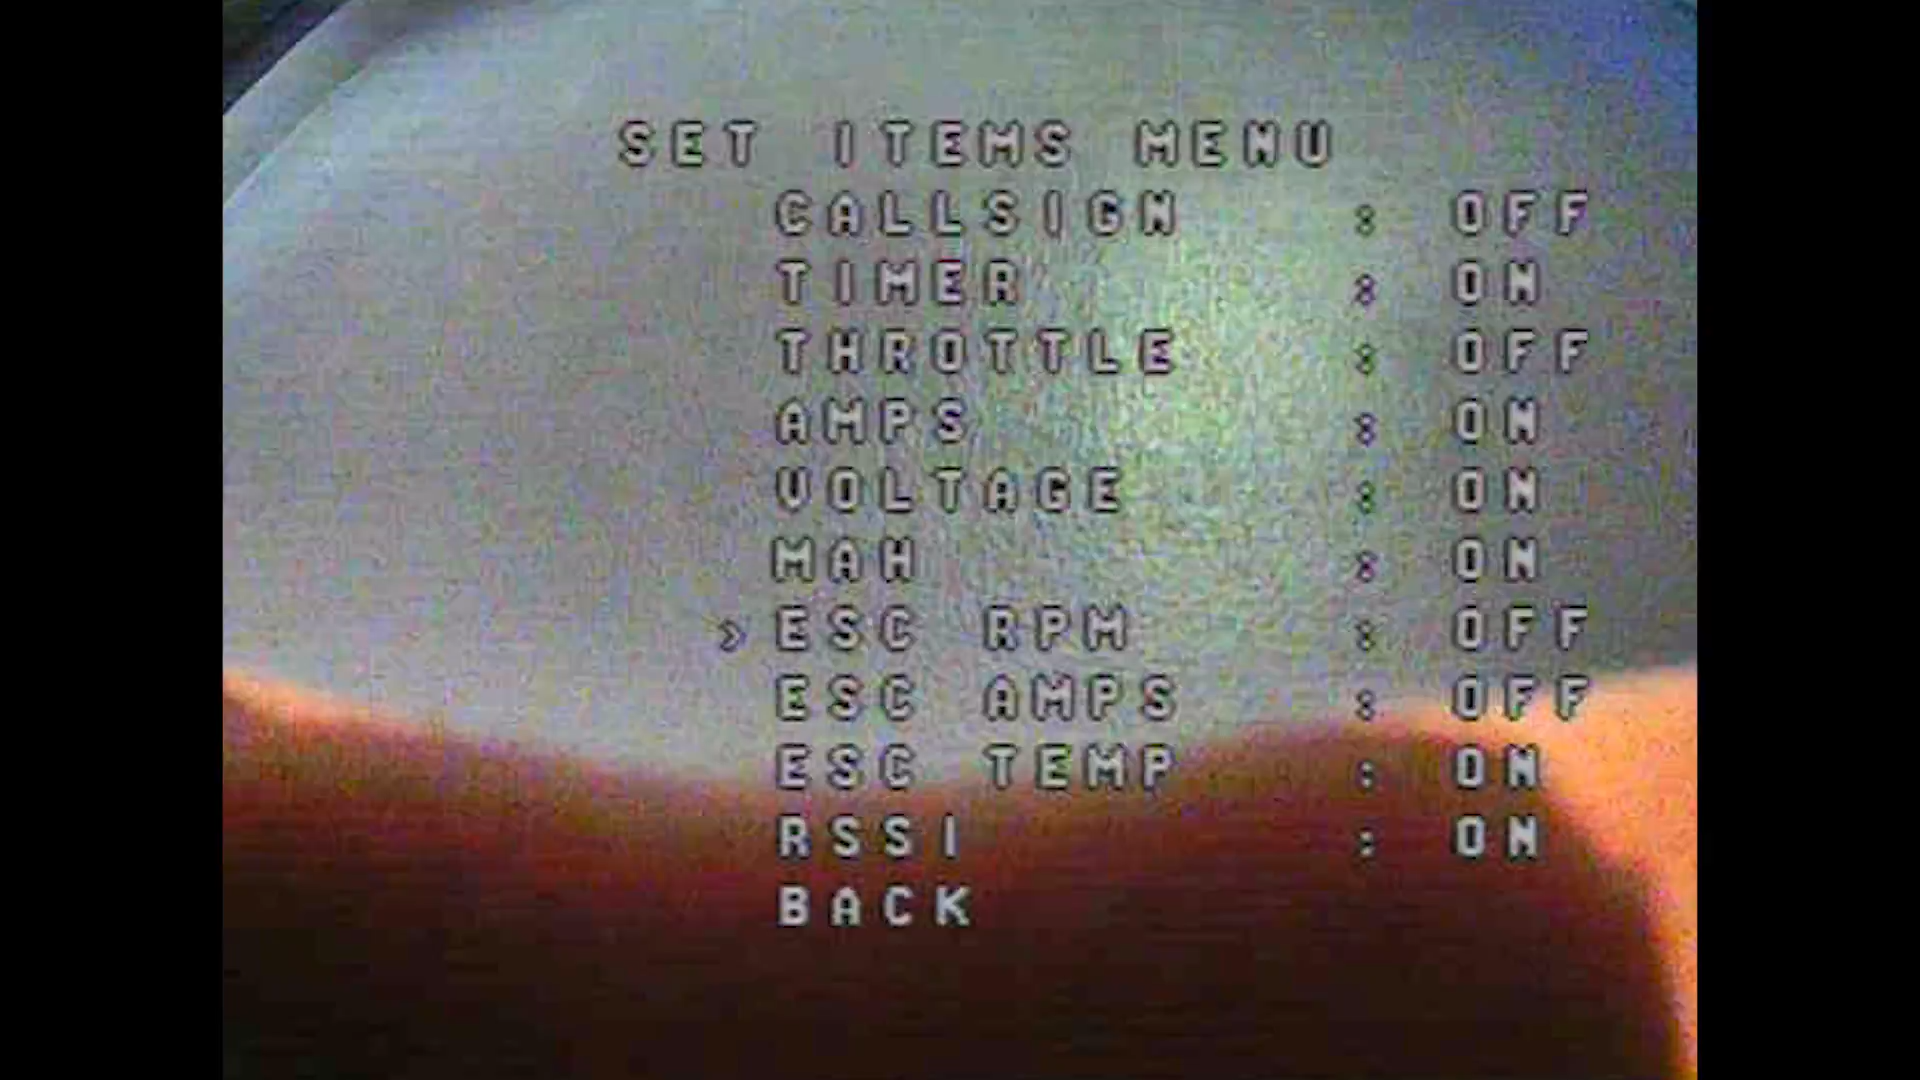 SET ITEMS MENU
CALLSIGN : OFF
TIMER : ON
THROTTLE : OFF
AMPS : ON
VOLTAGE : ON
MAH : ON
> ESC RPM : OFF
ESC AMPS : OFF
ESC TEMP : ON
RSSI : ON
BACK